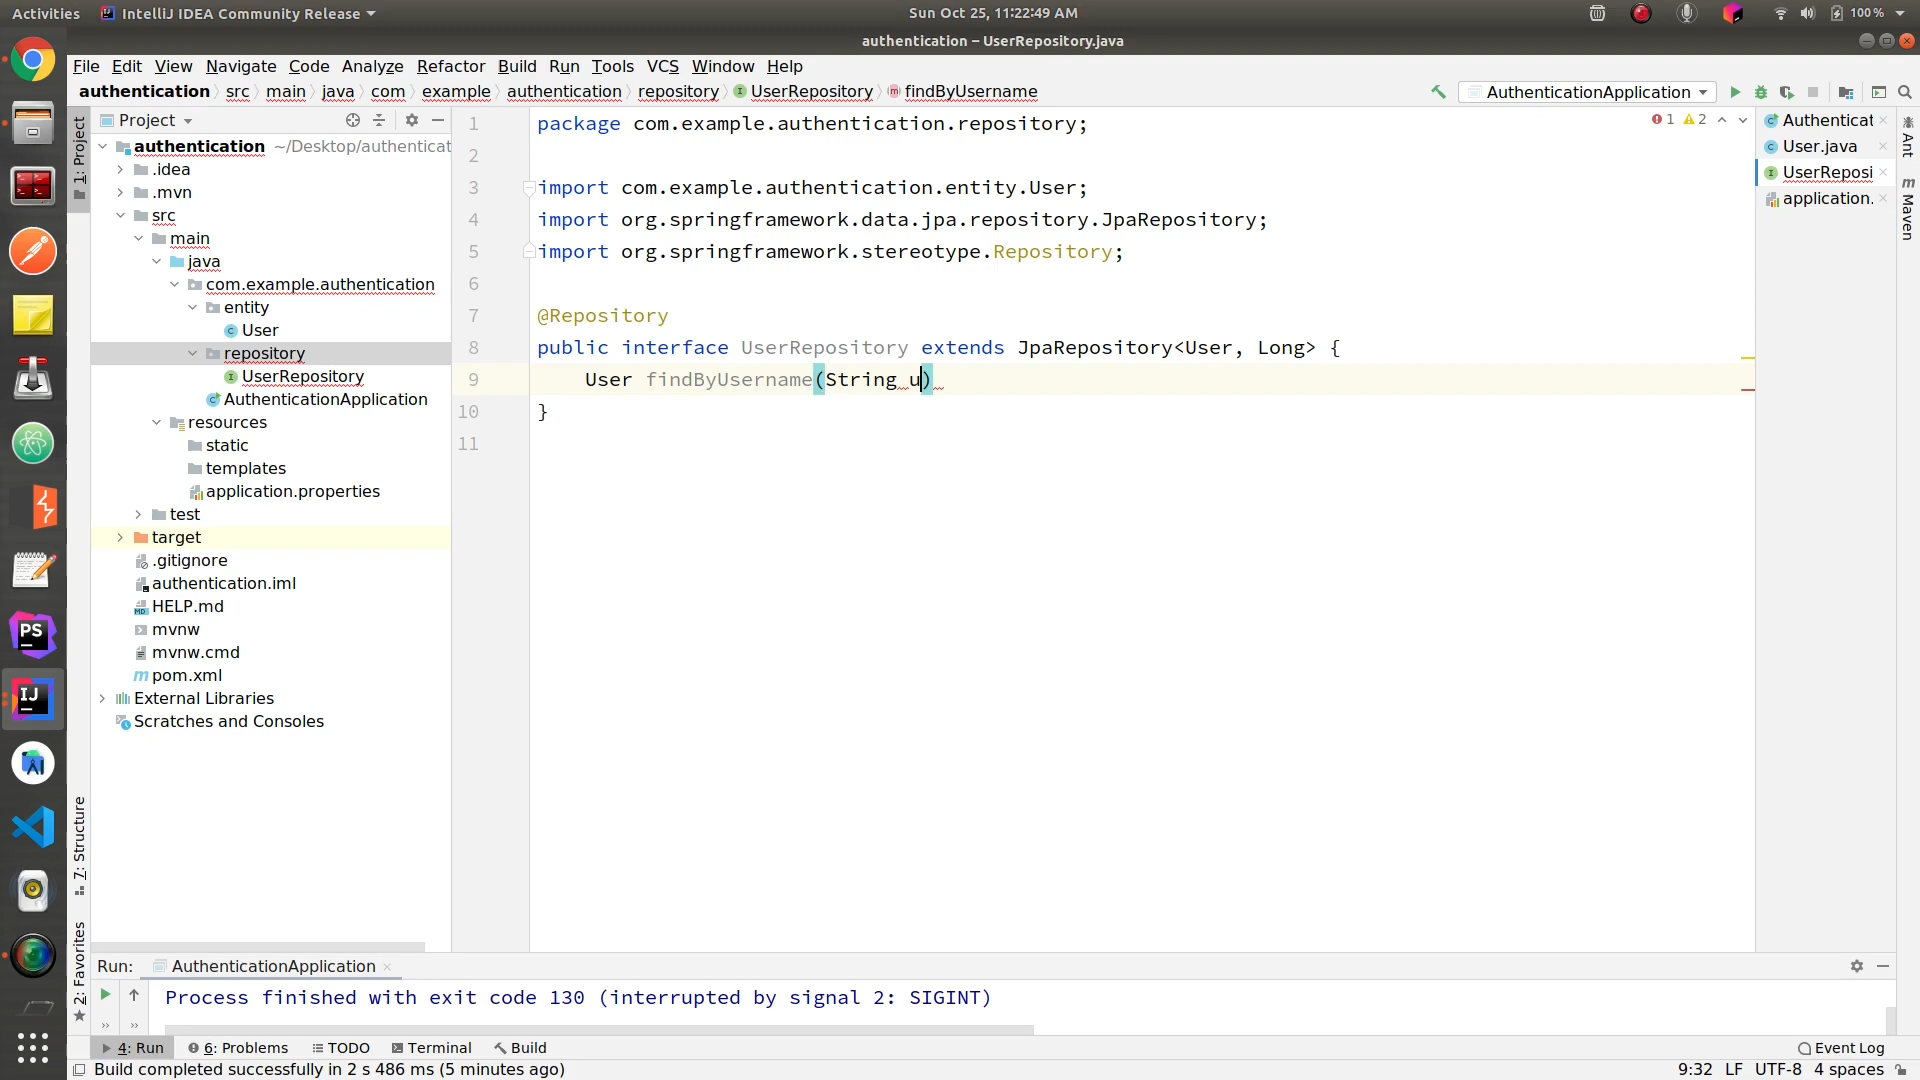 Activities
IntelliJ IDEA Community Release
Sun Oct 25, 11:22:49 AM
100 %
authentication – UserRepository.java
File Edit View Navigate Code Analyze Refactor Build Run Tools VCS Window Help
authentication src main java com example authentication repository UserRepository findByUsername
AuthenticationApplication
1: Project
7: Structure
2: Favorites
Project
authentication ~/Desktop/authenticat
.idea
.mvn
src
main
java
com.example.authentication
entity
User
repository
UserRepository
AuthenticationApplication
resources
static
templates
application.properties
test
target
.gitignore
authentication.iml
HELP.md
mvnw
mvnw.cmd
pom.xml
External Libraries
Scratches and Consoles
1 package com.example.authentication.repository;
2
3 import com.example.authentication.entity.User;
4 import org.springframework.data.jpa.repository.JpaRepository;
5 import org.springframework.stereotype.Repository;
6
7 @Repository
8 public interface UserRepository extends JpaRepository<User, Long> {
9 User findByUsername(String u)
10 }
11
1 2
Authenticat
User.java
UserReposi
application.
Ant
m Maven
Run: AuthenticationApplication
Process finished with exit code 130 (interrupted by signal 2: SIGINT)
4: Run 6: Problems TODO Terminal Build Event Log
Build completed successfully in 2 s 486 ms (5 minutes ago) 9:32 LF UTF-8 4 spaces